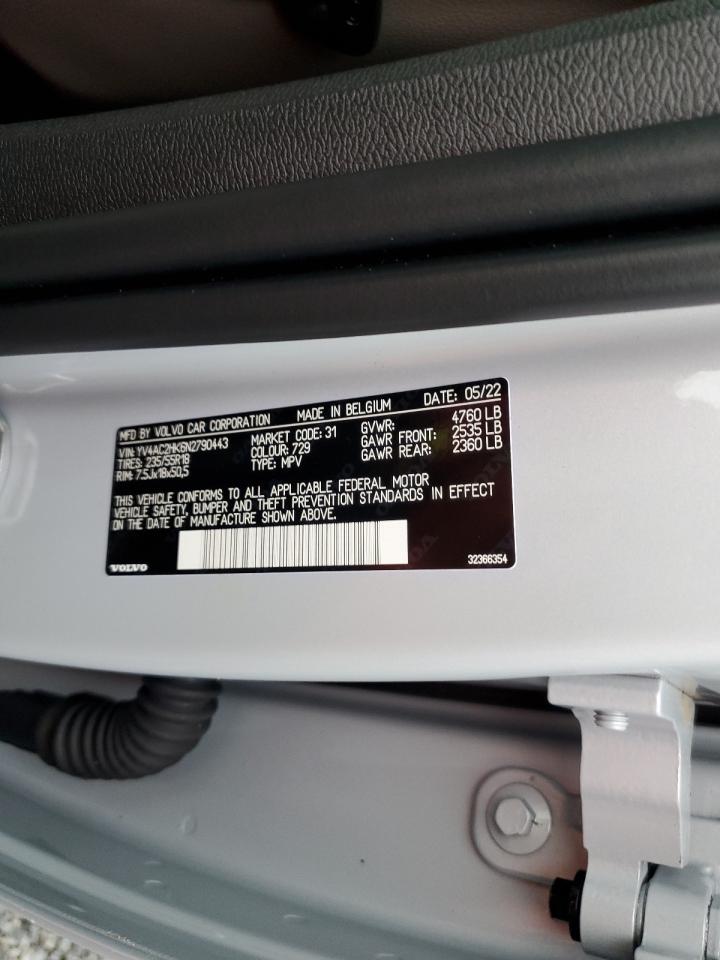 MFD BY VOLVO CAR CORPORATION MADE IN BELGIUM DATE: 05/22
VIN: YV4AC2HK6N2790443 MARKET CODE: 31 GVWR: 4760 LB
TIRES: 235/55R18 COLOUR: 729 GAWR FRONT: 2535 LB
RIM: 7.5Jx18x50,5 TYPE: MPV GAWR REAR: 2360 LB
THIS VEHICLE CONFORMS TO ALL APPLICABLE FEDERAL MOTOR
VEHICLE SAFETY, BUMPER AND THEFT PREVENTION STANDARDS IN EFFECT
ON THE DATE OF MANUFACTURE SHOWN ABOVE.
VOLVO 32366354